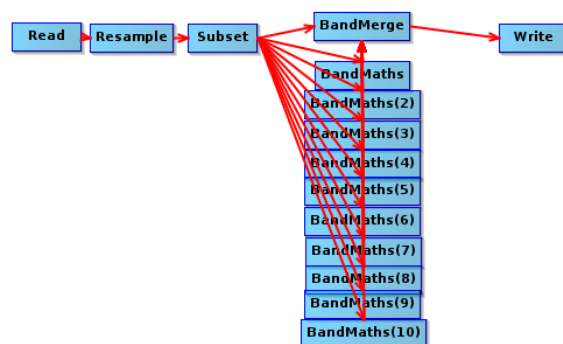 Read
Resample
Subset
BandMerge
Write
BandMaths
BandMaths(2)
BandMaths(3)
BandMaths(4)
BandMaths(5)
BandMaths(6)
BandMaths(7)
BandMaths(8)
BandMaths(9)
BandMaths(10)